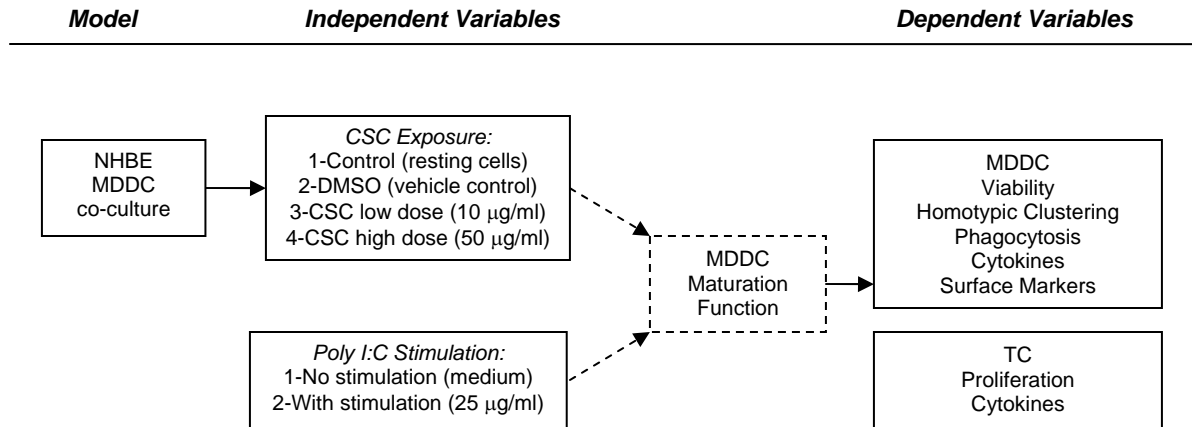 Model Independent Variables Dependent Variables
NHBE
MDDC
co-culture
CSC Exposure:
1-Control (resting cells)
2-DMSO (vehicle control)
3-CSC low dose (10 μg/ml)
4-CSC high dose (50 μg/ml)
Poly I:C Stimulation:
1-No stimulation (medium)
2-With stimulation (25 μg/ml)
MDDC
Maturation
Function
MDDC
Viability
Homotypic Clustering
Phagocytosis
Cytokines
Surface Markers
TC
Proliferation
Cytokines